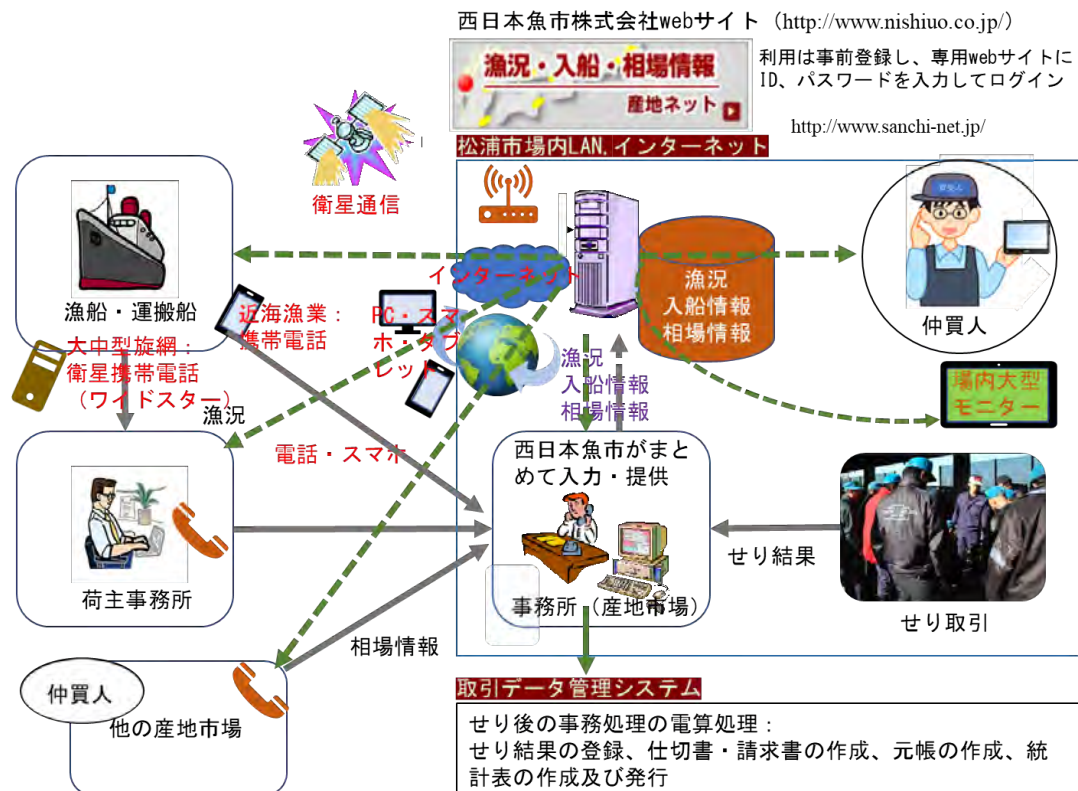 西日本魚市株式会社webサイト（http://www.nishiuo.co.jp/）
漁況・入船・相場情報
産地ネット
利用は事前登録し、専用webサイトに
ID、パスワードを入力してログイン
http://www.sanchi-net.jp/
松浦市場内LAN,インターネット
衛星通信
インターネット
漁況
入船情報
相場情報
仲買人
漁船・運搬船
近海漁業：
携帯電話
PC・スマ
ホ・タブ
レット
大中型旋網：
衛星携帯電話
（ワイドスター）
漁況
漁況
入船情報
相場情報
場内大型
モニター
電話・スマホ
西日本魚市がまと
めて入力・提供
事務所（産地市場）
せり結果
せり取引
荷主事務所
相場情報
仲買人
他の産地市場
取引データ管理システム
せり後の事務処理の電算処理：
せり結果の登録、仕切書・請求書の作成、元帳の作成、統
計表の作成及び発行